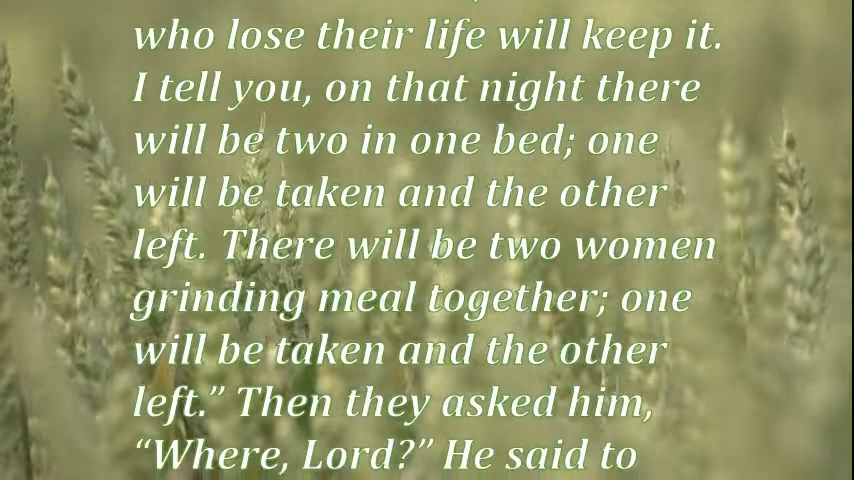 who lose their life will keep it.
I tell you, on that night there
will be two in one bed; one
will be taken and the other
left. There will be two women
grinding meal together; one
will be taken and the other
left.” Then they asked him,
“Where, Lord?” He said to